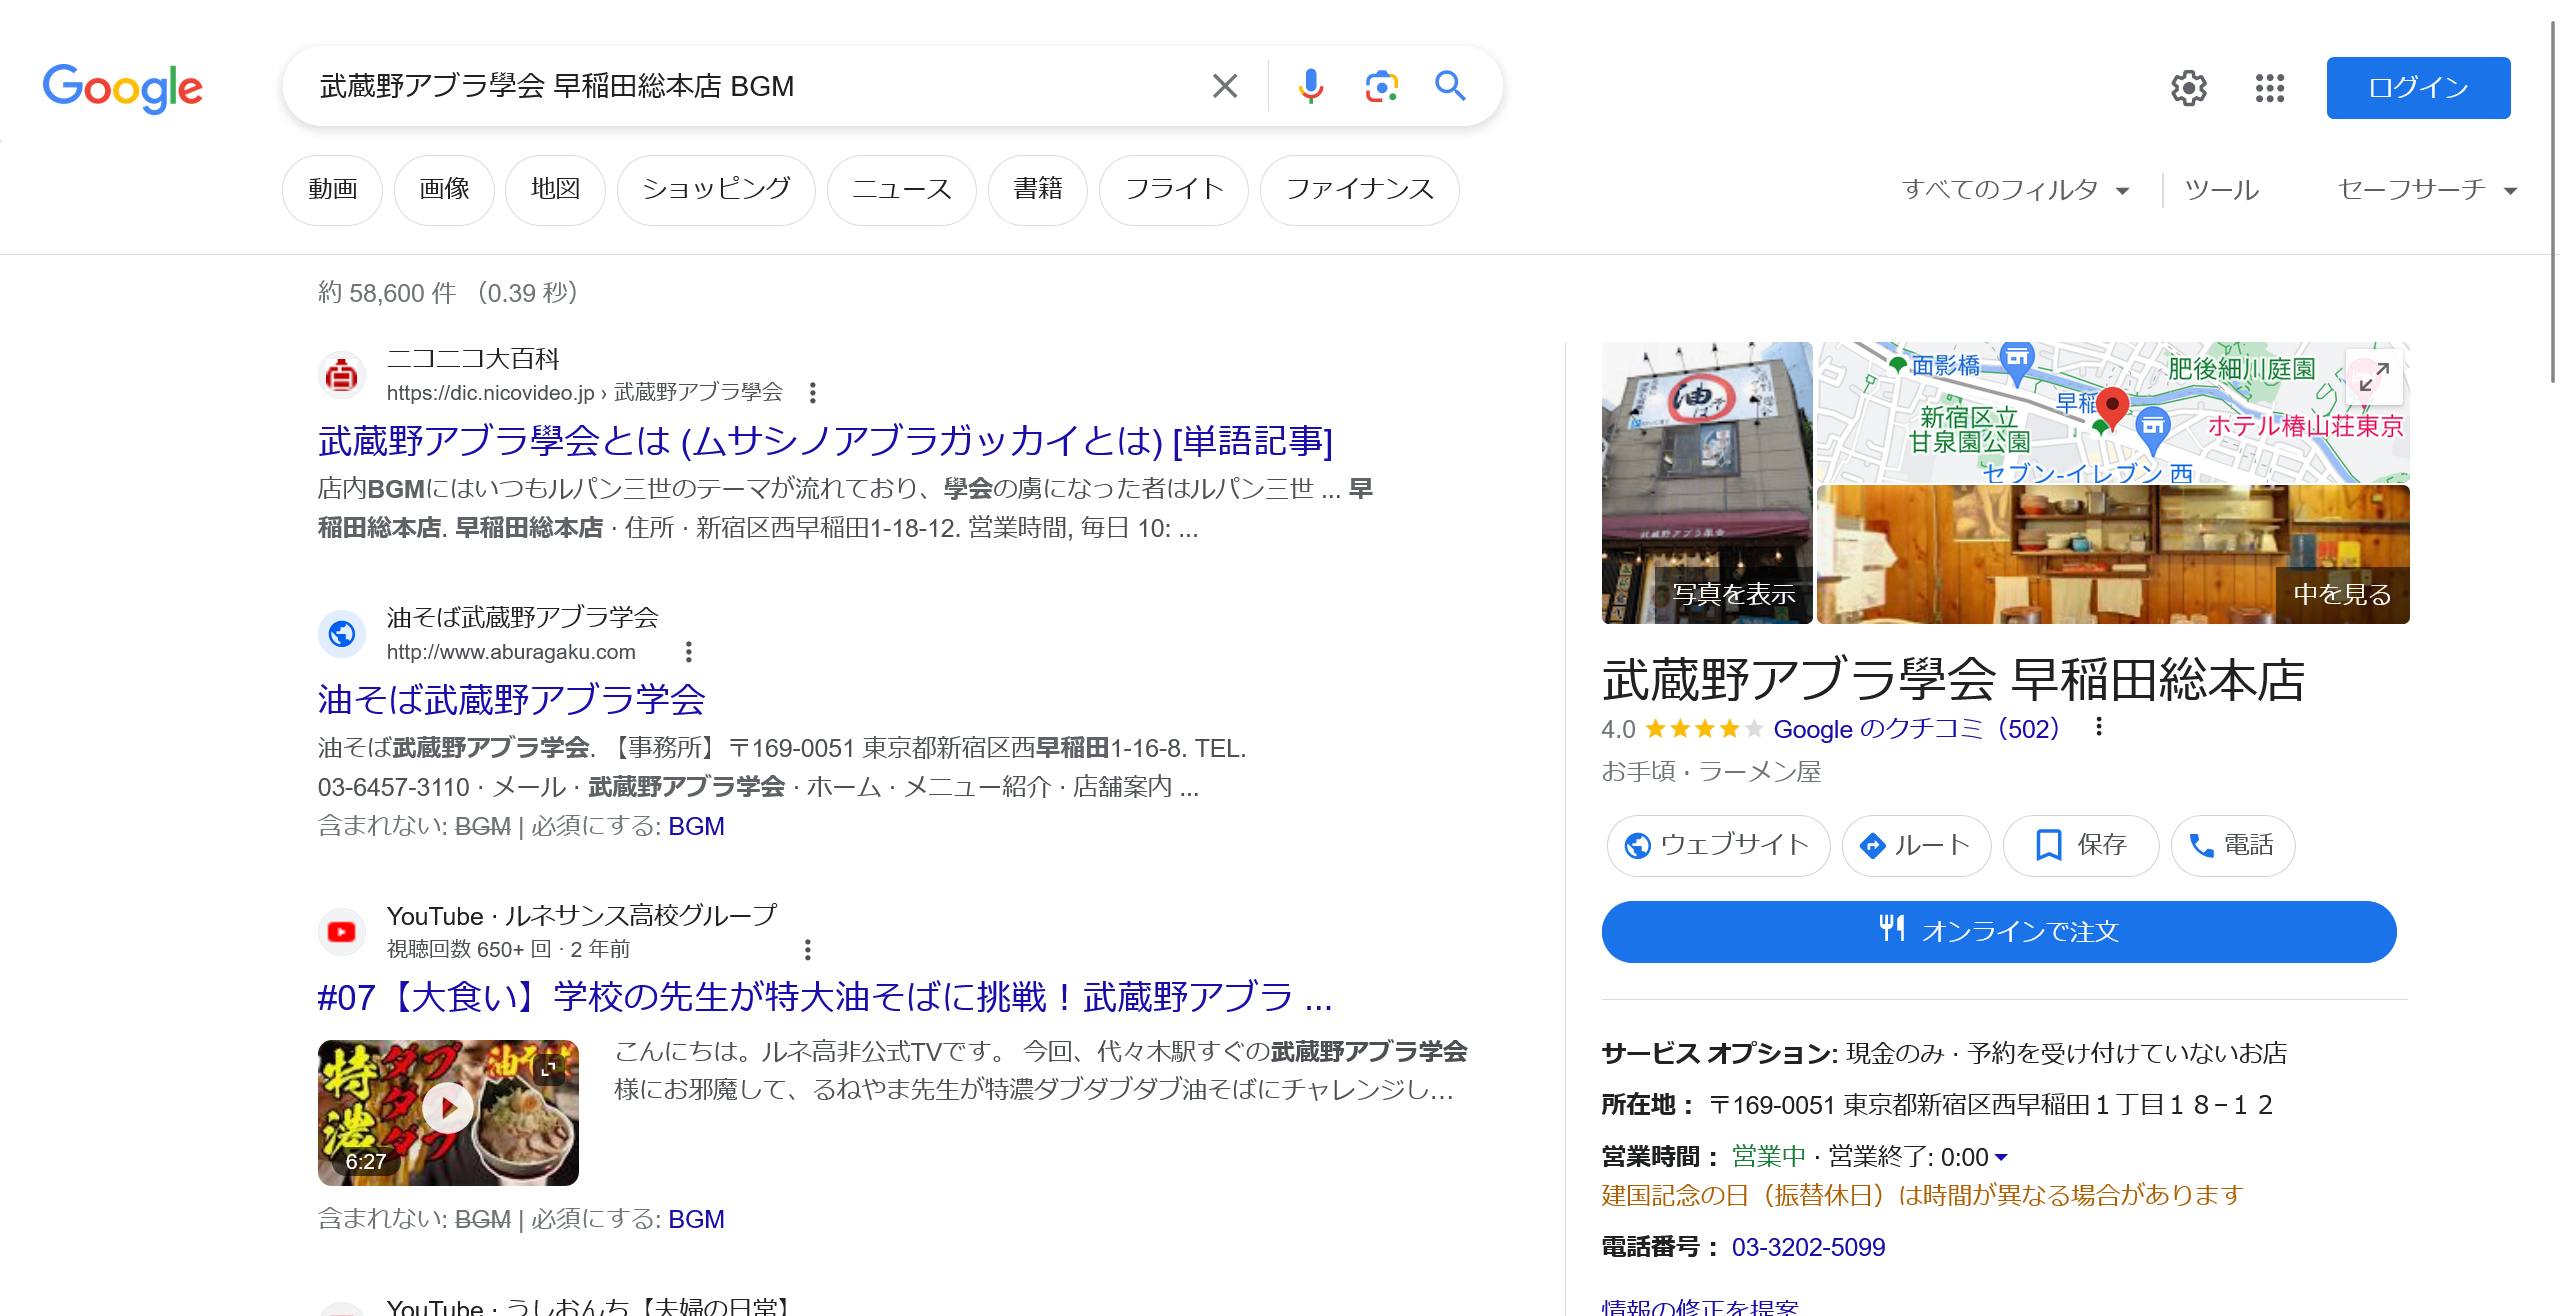 Google
武蔵野アブラ學会 早稲田総本店 BGM
ログイン
動画
画像
地図
ショッピング
ニュース
書籍
フライト
ファイナンス
すべてのフィルタ
ツール
セーフサーチ
約 58,600 件 （0.39 秒）
ニコニコ大百科
https://dic.nicovideo.jp › 武蔵野アブラ學会
武蔵野アブラ學会とは (ムサシノアブラガッカイとは) [単語記事]
店内BGMにはいつもルパン三世のテーマが流れており、學会の虜になった者はルパン三世 ... 早
稲田総本店. 早稲田総本店 · 住所 · 新宿区西早稲田1-18-12. 営業時間, 毎日 10: ...
油そば武蔵野アブラ学会
http://www.aburagaku.com
油そば武蔵野アブラ学会
油そば武蔵野アブラ学会. 【事務所】〒169-0051 東京都新宿区西早稲田1-16-8. TEL.
03-6457-3110 · メール · 武蔵野アブラ学会 · ホーム · メニュー紹介 · 店舗案内 ...
含まれない: BGM | 必須にする: BGM
YouTube · ルネサンス高校グループ
視聴回数 650+ 回 · 2 年前
#07【大食い】学校の先生が特大油そばに挑戦！武蔵野アブラ ...
特濃
ダブ
ダブ
ダブ
油そば
6:27
こんにちは。ルネ高非公式TVです。 今回、代々木駅すぐの武蔵野アブラ学会
様にお邪魔して、るねやま先生が特濃ダブダブダブ油そばにチャレンジし...
含まれない: BGM | 必須にする: BGM
YouTube · うしおんち【夫婦の日常】
油そば
武蔵野アブラ學会
写真を表示
面影橋
肥後細川庭園
早稲
新宿区立
甘泉園公園
ホテル椿山荘東京
セブン-イレブン 西
中を見る
武蔵野アブラ學会 早稲田総本店
4.0
Google のクチコミ（502）
お手頃 · ラーメン屋
ウェブサイト
ルート
保存
電話
オンラインで注文
サービス オプション: 現金のみ · 予約を受け付けていないお店
所在地： 〒169-0051 東京都新宿区西早稲田１丁目１８−１２
営業時間： 営業中 · 営業終了: 0:00
建国記念の日（振替休日）は時間が異なる場合があります
電話番号： 03-3202-5099
情報の修正を提案